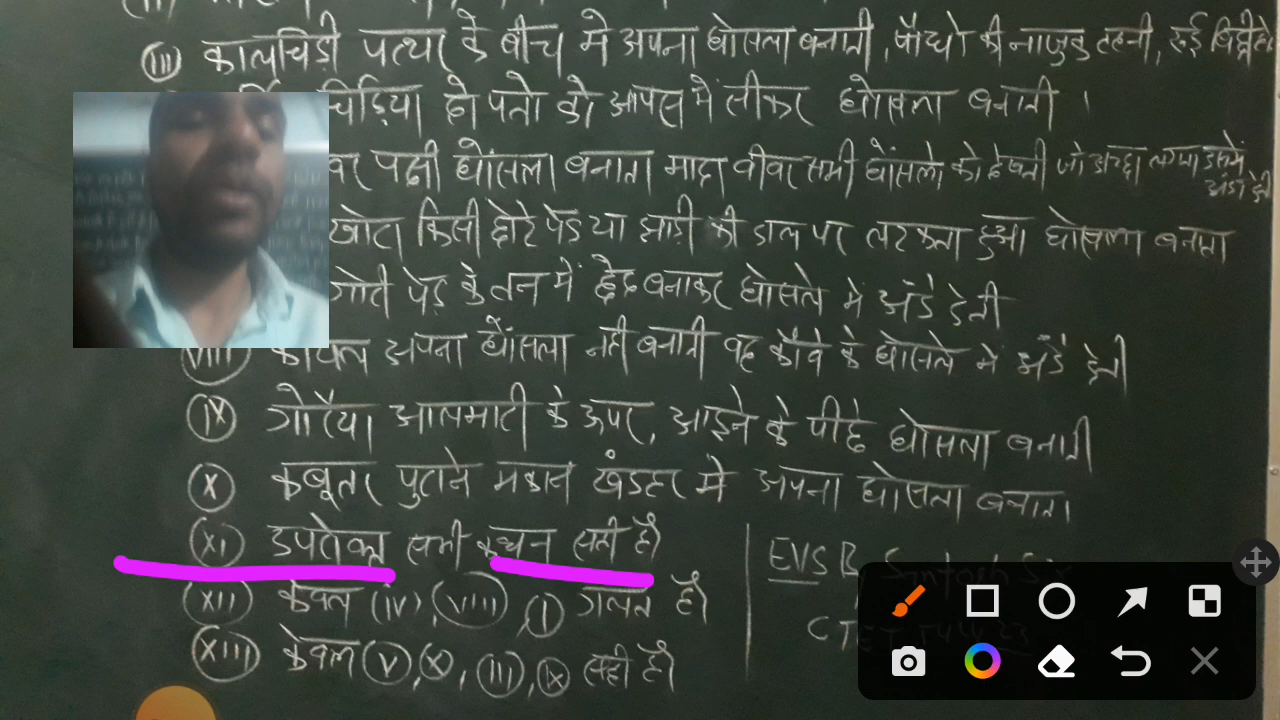 (III) कालचिडी पत्थर के बीच मे अपना घोसला बनाती, पौधो की नाजुक टहनी, रूई बिछी हो
चिड़िया दो पतो को आपस में सीकर घोसला बनाती ।
पक्षी घोंसला बनाता मादा वीवर सभी घोंसलो को देखती जो अच्छा लगा उसमें
अंडा देती
किसी छोटे पेड या झाड़ी की डाल पर लटकता हुआ घोसला बनाता
पेड़ के तन में छेद बनाकर घोसले में अंडे देती
(VIII) कोयल अपना घोंसला नही बनाती वह कौवे के घोसले मे अंडे देती
(IX) गोरैया आलमारी के ऊपर, आइने के पीछे घोसला बनाती
(X) कबूतर पुराने मकान खंडहर में अपना घोसला बनाता
(XI) उपरोक्त सभी कथन सही है।
(XII) केवल (IV), (VIII), (I) गलत है।
(XIII) केवल (V), (X), (III), (IX) सही है।
EVS B
CTET